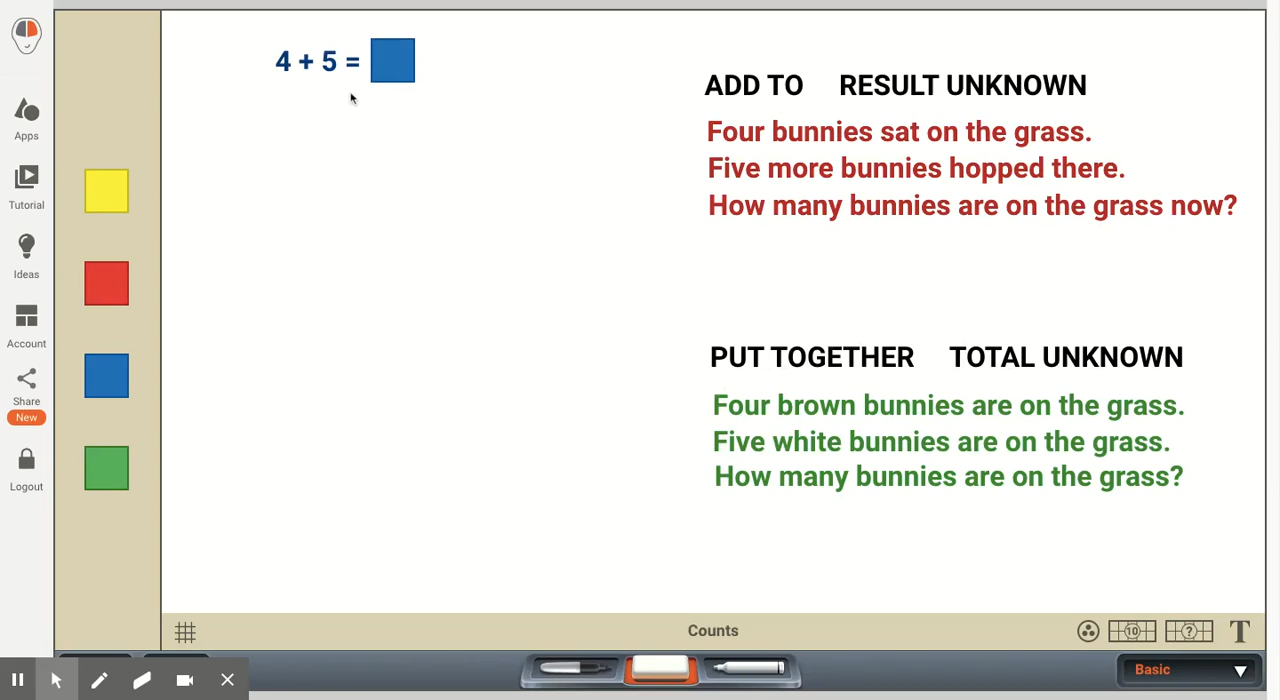 4 + 5 =
ADD TO RESULT UNKNOWN
Four bunnies sat on the grass.
Five more bunnies hopped there.
How many bunnies are on the grass now?
PUT TOGETHER TOTAL UNKNOWN
Four brown bunnies are on the grass.
Five white bunnies are on the grass.
How many bunnies are on the grass?
Apps
Tutorial
Ideas
Account
Share
New
Logout
Counts
10
?
T
Basic